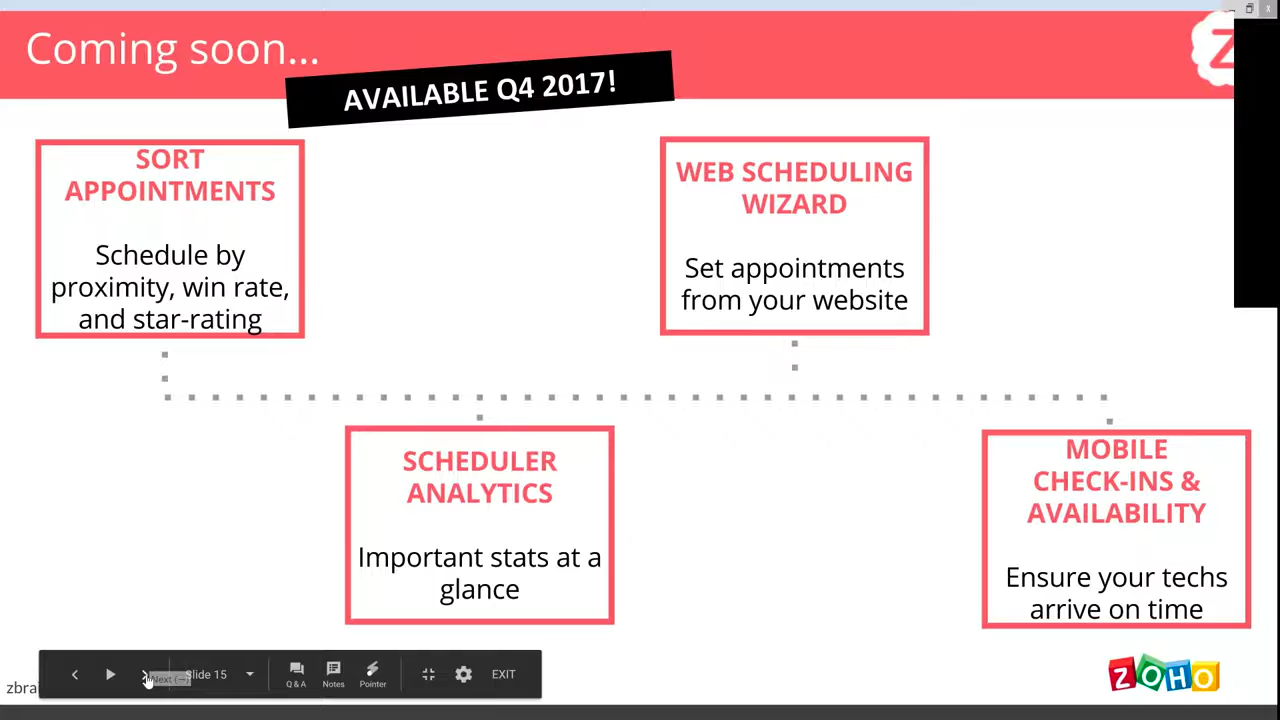 Coming soon...
AVAILABLE Q4 2017!
SORT
APPOINTMENTS
Schedule by
proximity, win rate,
and star-rating
WEB SCHEDULING
WIZARD
Set appointments
from your website
SCHEDULER
ANALYTICS
Important stats at a
glance
MOBILE
CHECK-INS &
AVAILABILITY
Ensure your techs
arrive on time
Next (→)
Slide 15
Q & A
Notes
Pointer
EXIT
ZOHO